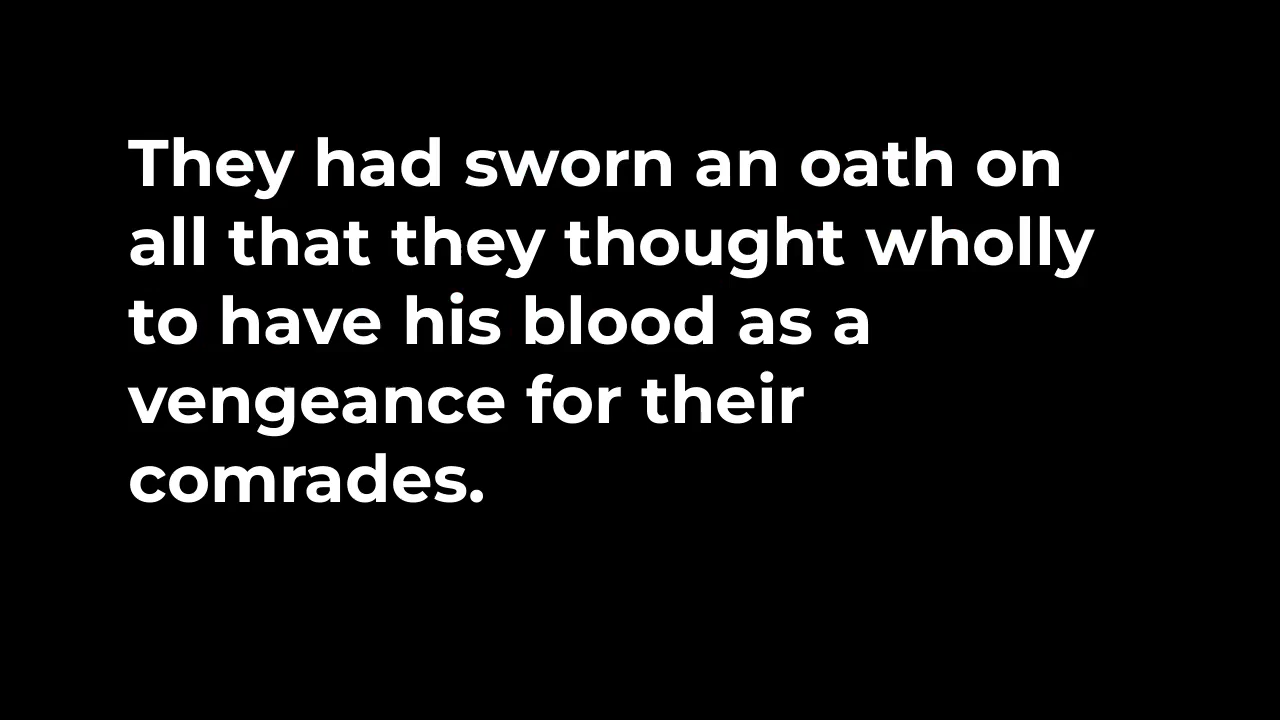 They had sworn an oath on
all that they thought wholly
to have his blood as a
vengeance for their
comrades.